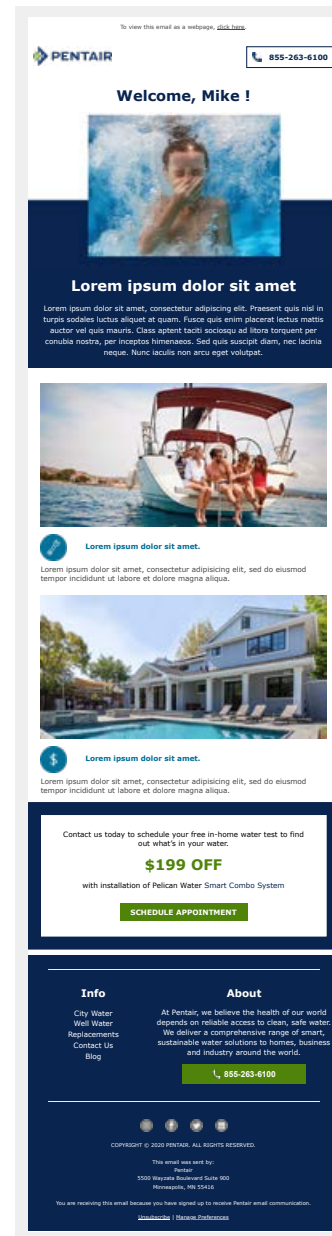 To view this email as a webpage, click here.
PENTAIR
855-263-6100
Welcome, Mike !
Lorem ipsum dolor sit amet
Lorem ipsum dolor sit amet, consectetur adipiscing elit. Praesent quis nisl in
turpis sodales luctus aliquet at quam. Fusce quis enim placerat lectus mattis
auctor vel quis mauris. Class aptent taciti sociosqu ad litora torquent per
conubia nostra, per inceptos himenaeos. Sed quis suscipit diam, nec lacinia
neque. Nunc iaculis non arcu eget volutpat.
Lorem ipsum dolor sit amet.
Lorem ipsum dolor sit amet, consectetur adipiscing elit, sed do eiusmod
tempor incididunt ut labore et dolore magna aliqua.
$
Lorem ipsum dolor sit amet.
Lorem ipsum dolor sit amet, consectetur adipiscing elit, sed do eiusmod
tempor incididunt ut labore et dolore magna aliqua.
Contact us today to schedule your free in-home water test to find
out what's in your water.
$199 OFF
with installation of Pelican Water Smart Combo System
SCHEDULE APPOINTMENT
Info
City Water
Well Water
Replacements
Contact Us
Blog
About
At Pentair, we believe the health of our world
depends on reliable access to clean, safe water.
We deliver a comprehensive range of smart,
sustainable water solutions to homes, business
and industry around the world.
855-263-6100
COPYRIGHT © 2020 PENTAIR. ALL RIGHTS RESERVED.
This email was sent by:
Pentair
5500 Wayzata Boulevard Suite 900
Minneapolis, MN 55416
You are receiving this email because you have signed up to receive Pentair email communication.
Unsubscribe | Manage Preferences